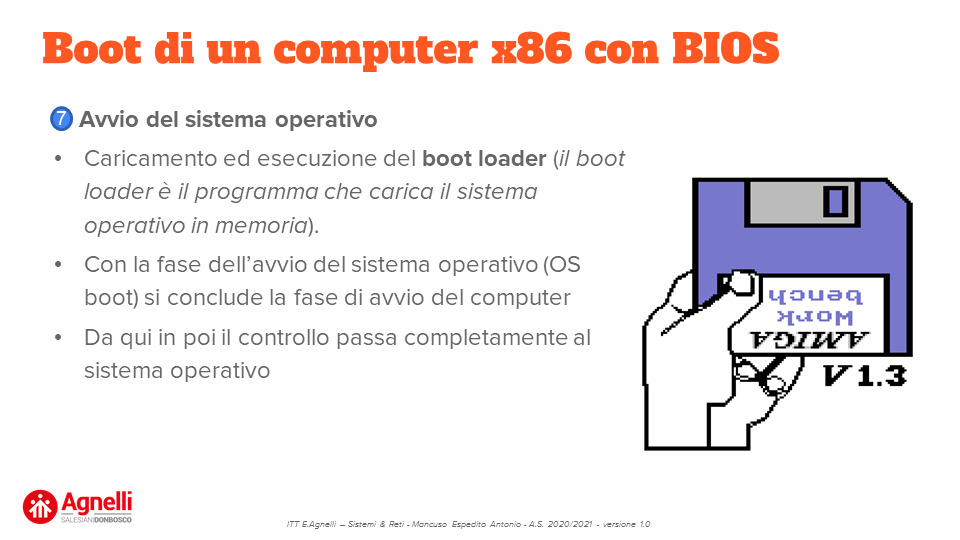 Boot di un computer x86 con BIOS
7 Avvio del sistema operativo
• Caricamento ed esecuzione del boot loader (il boot
loader è il programma che carica il sistema
operativo in memoria).
• Con la fase dell’avvio del sistema operativo (OS
boot) si conclude la fase di avvio del computer
• Da qui in poi il controllo passa completamente al
sistema operativo
AMIGA
Work
bench
V 1.3
Agnelli
SALESIANI DONBOSCO
ITT E.Agnelli – Sistemi & Reti - Mancuso Espedito Antonio - A.S. 2020/2021 - versione 1.0